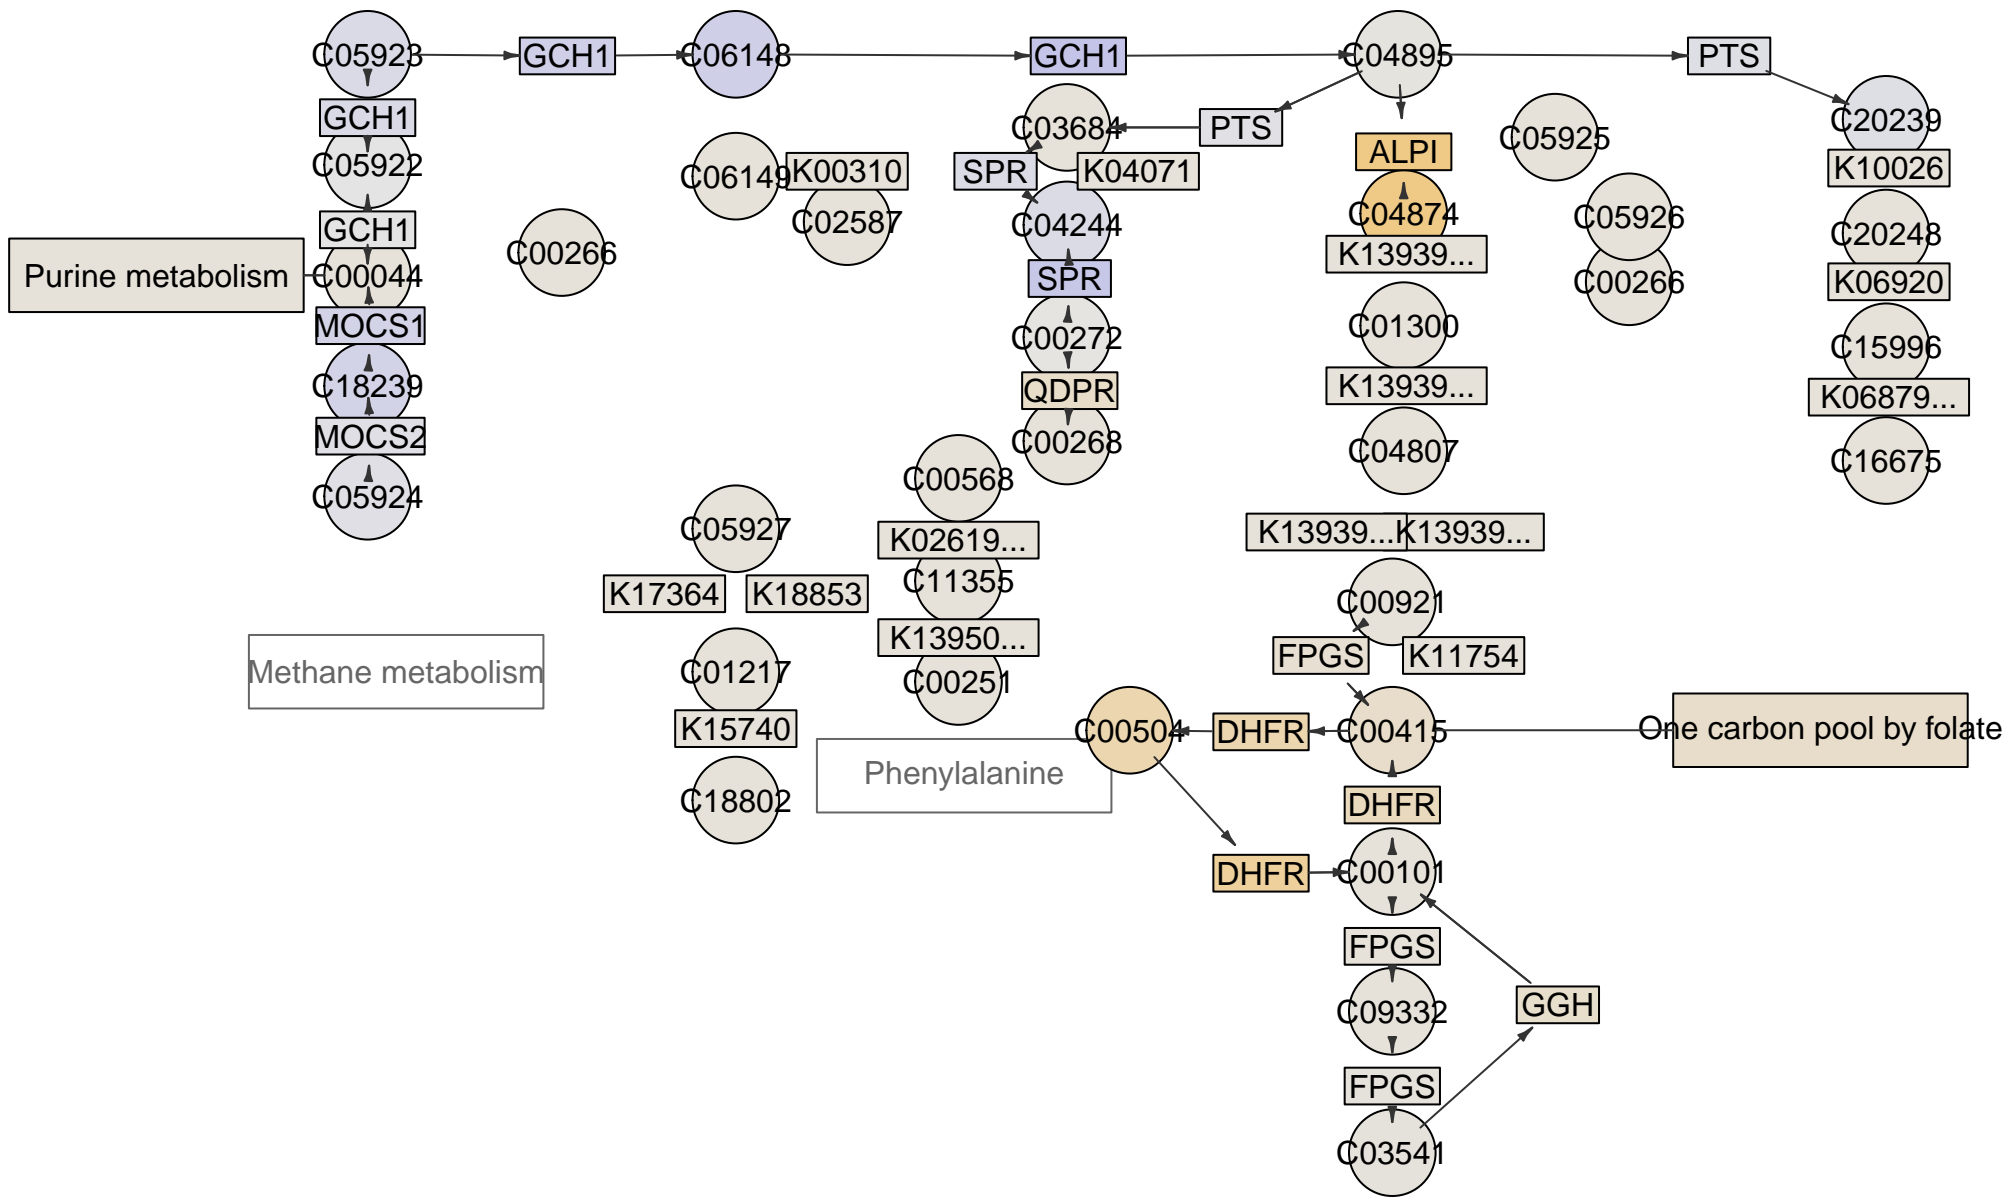 C05923
GCH1
C06148
GCH1
C04895
PTS
GCH1
C03684
PTS
C20239
C05922
C06149
K00310
SPR
K04071
ALPI
C05925
K10026
GCH1
C00266
C02587
C04244
C04874
C05926
C20248
Purine metabolism
C00044
SPR
K13939...
C00266
K06920
MOCS1
C00272
C01300
C15996
C18239
QDPR
K13939...
K06879...
MOCS2
C00268
C04807
C16675
C05924
C00568
C05927
K02619...
K13939...
K13939...
K17364
K18853
C11355
C00921
Methane metabolism
C01217
K13950...
FPGS
K11754
C00251
K15740
C00504
DHFR
C00415
One carbon pool by folate
Phenylalanine
C18802
DHFR
DHFR
C00101
FPGS
C09332
GGH
FPGS
C03541